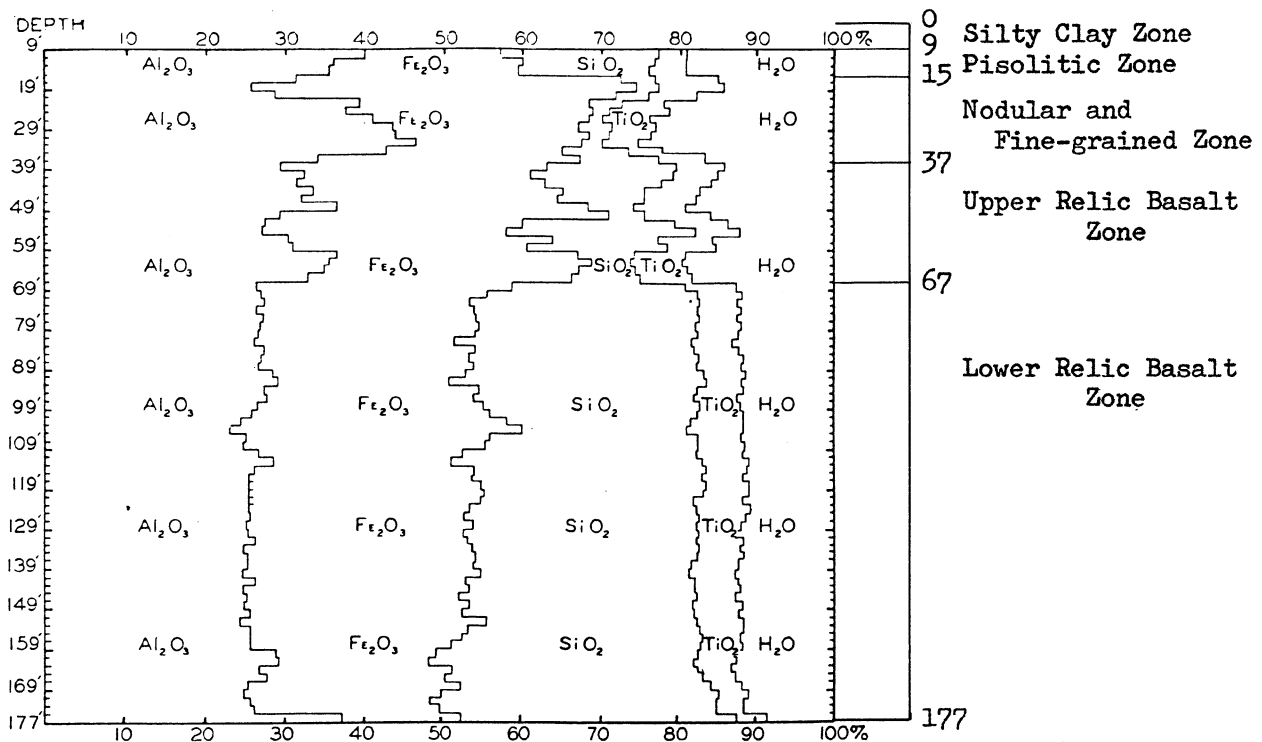 DEPTH
10 20 30 40 50 60 70 80 90 100%
0
Silty Clay Zone
9' 9
Al₂O₃ Fe₂O₃ SiO₂ H₂O Pisolitic Zone
15
19'
Al₂O₃ Fe₂O₃ TiO₂ H₂O Nodular and
29' Fine-grained Zone
39' 37
49' Upper Relic Basalt
Zone
59'
Al₂O₃ Fe₂O₃ SiO₂ TiO₂ H₂O
69' 67
79'
89' Lower Relic Basalt
Zone
99' Al₂O₃ Fe₂O₃ SiO₂ TiO₂ H₂O
109'
119'
129' Al₂O₃ Fe₂O₃ SiO₂ TiO₂ H₂O
139'
149'
159' Al₂O₃ Fe₂O₃ SiO₂ TiO₂ H₂O
169'
177' 177
10 20 30 40 50 60 70 80 90 100%